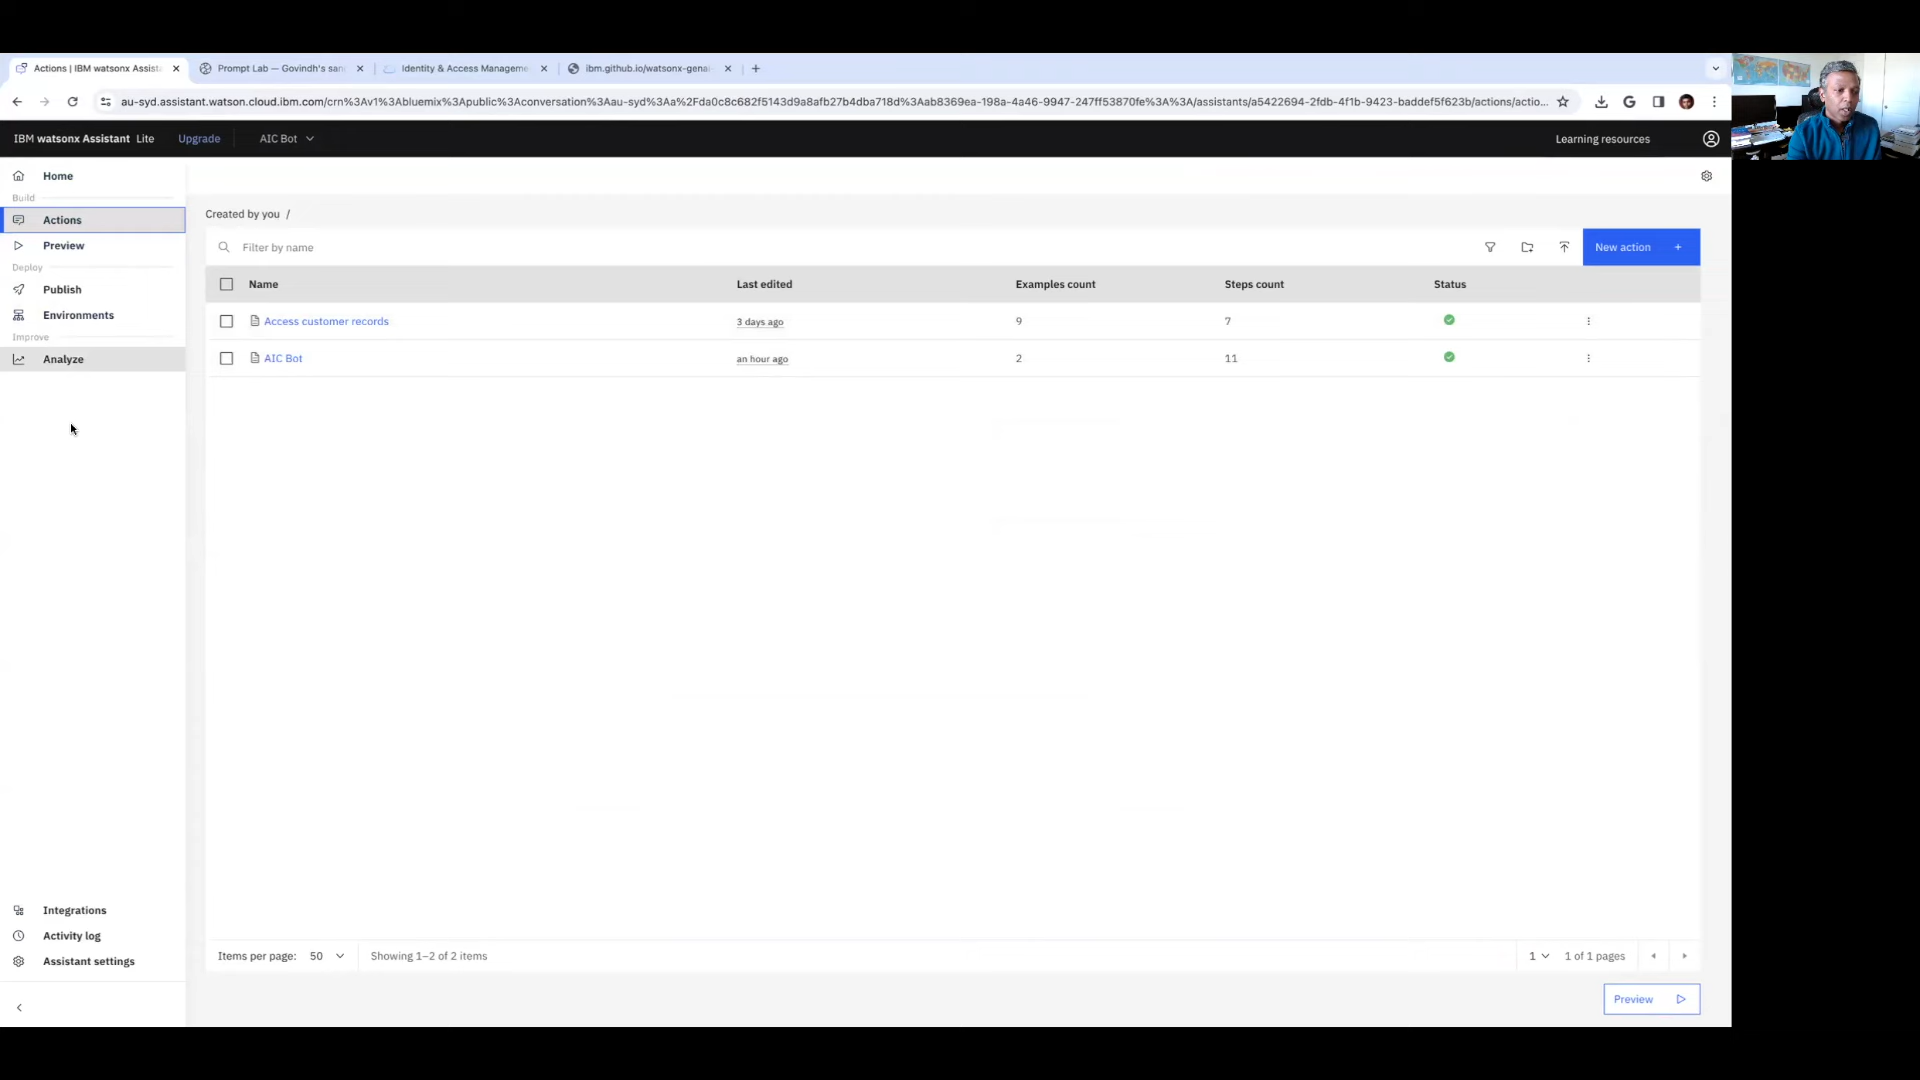 Actions | IBM watsonx Assist
Prompt Lab — Govindh's san
Identity & Access Manageme
ibm.github.io/watsonx-genai-
au-syd.assistant.watson.cloud.ibm.com/crn%3Av1%3Abluemix%3Apublic%3Aconversation%3Aau-syd%3Aa%2Fda0c8c682f5143d9a8afb27b4dba718d%3Aab8369ea-198a-4a46-9947-247ff53870fe%3A%3A/assistants/a5422694-2fdb-4f1b-9423-baddef5f623b/actions/actio...
IBM watsonx Assistant Lite Upgrade AIC Bot Learning resources
Home
Build
Actions
Preview
Deploy
Publish
Environments
Improve
Analyze
Integrations
Activity log
Assistant settings
Created by you /
Filter by name
New action +
Name Last edited Examples count Steps count Status
Access customer records 3 days ago 9 7
AIC Bot an hour ago 2 11
Items per page: 50 Showing 1–2 of 2 items 1 1 of 1 pages
Preview